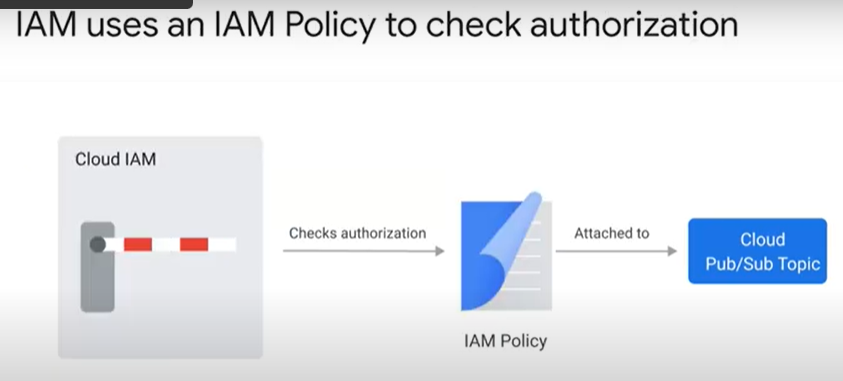 IAM uses an IAM Policy to check authorization
Cloud IAM
Checks authorization
Attached to
Cloud
Pub/Sub Topic
IAM Policy